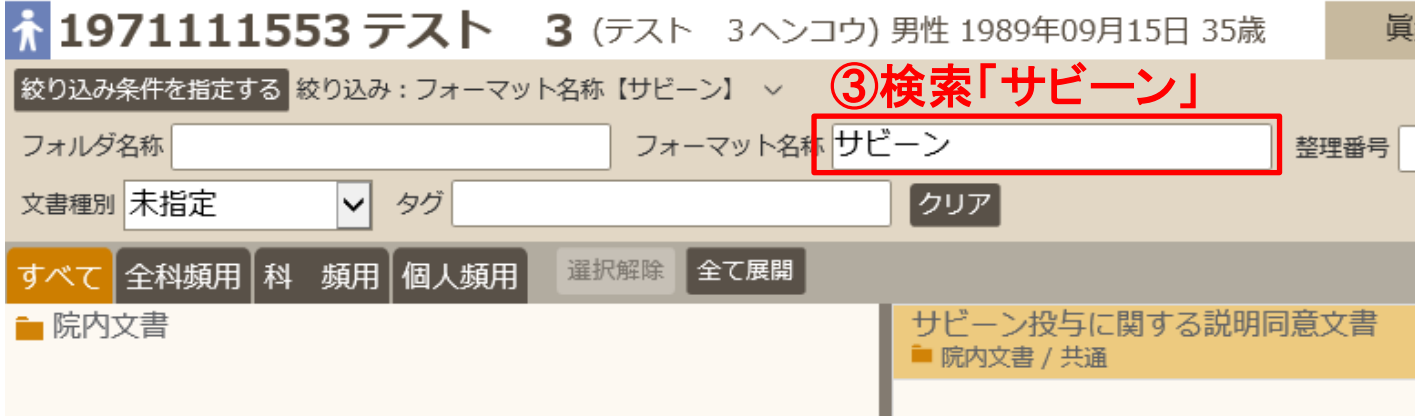 1971111553 テスト　3 (テスト　3ヘンコウ) 男性 1989年09月15日 35歳
絞り込み条件を指定する 絞り込み：フォーマット名称【サビーン】
③検索「サビーン」
フォルダ名称 フォーマット名称 サビーン 整理番号
文書種別 未指定 タグ クリア
すべて 全科頻用 科　頻用 個人頻用 選択解除 全て展開
院内文書
サビーン投与に関する説明同意文書
院内文書 / 共通